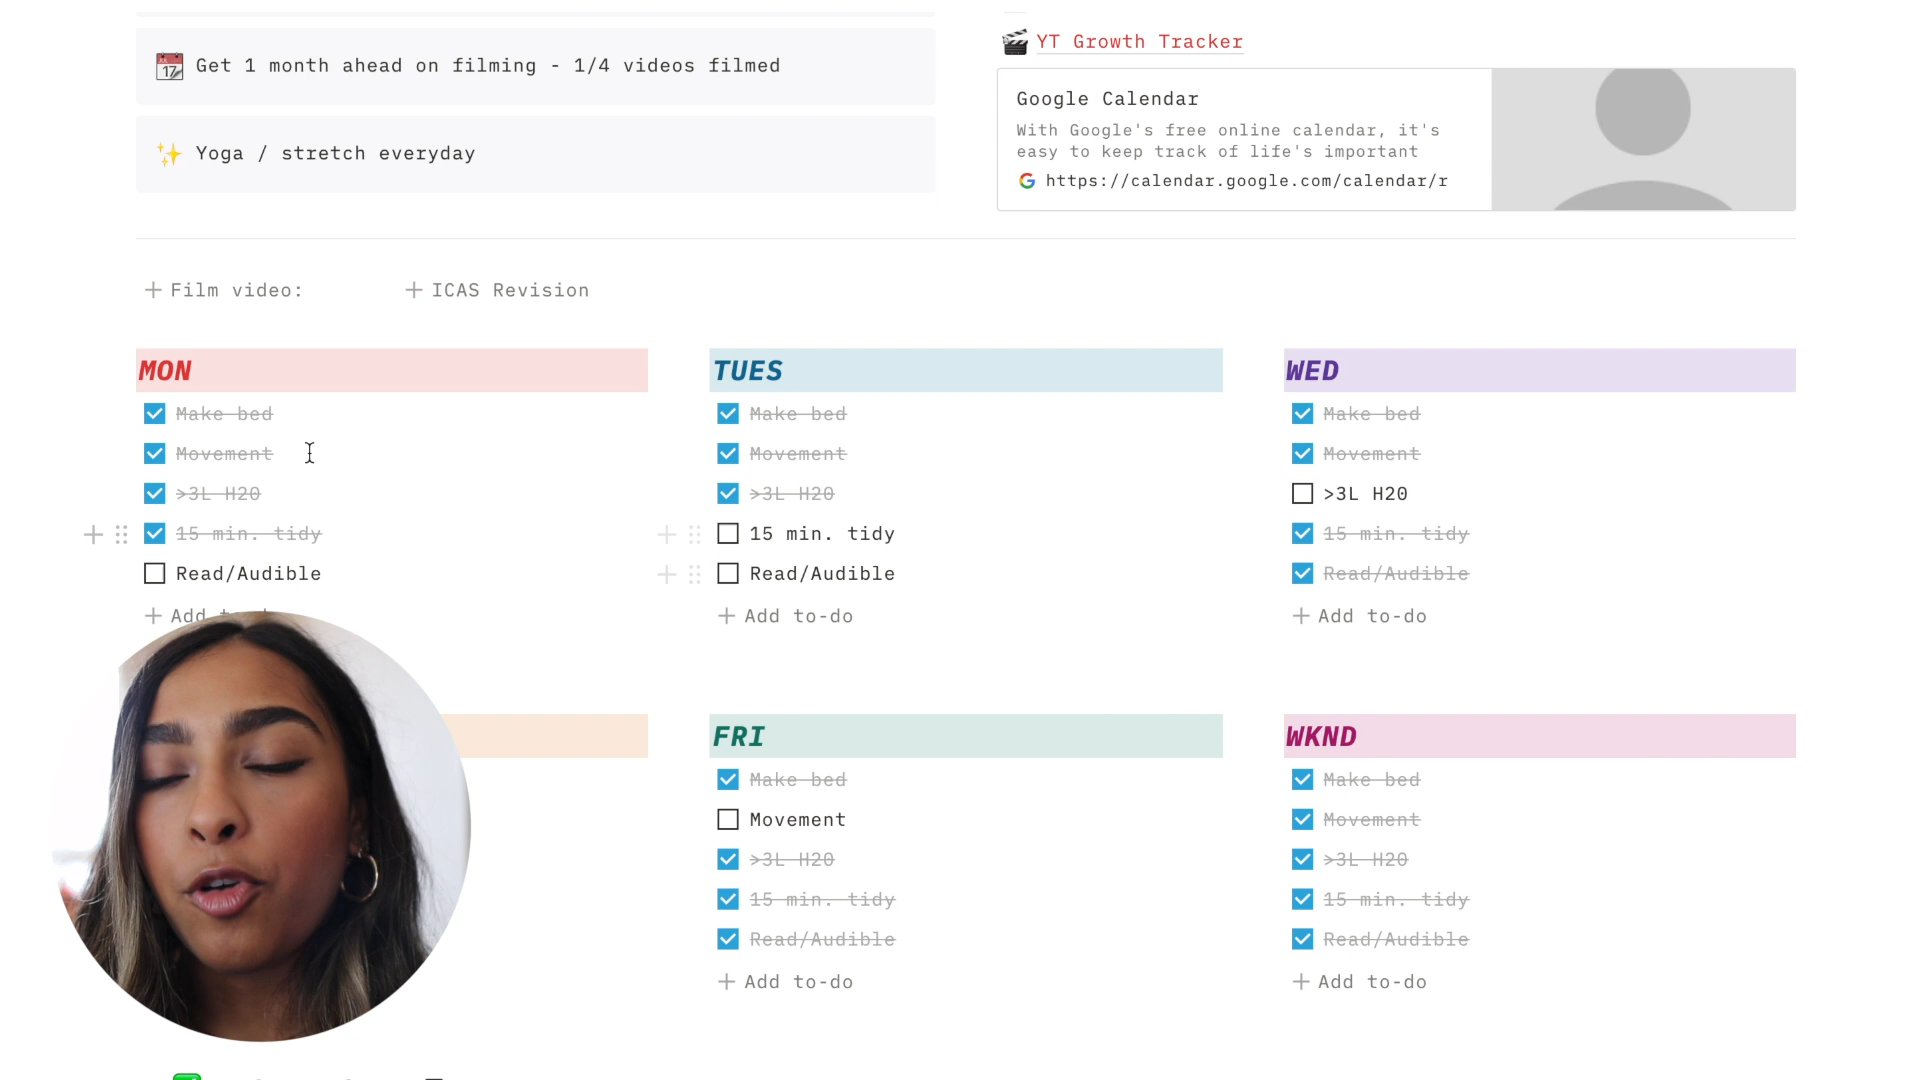 Get 1 month ahead on filming - 1/4 videos filmed
Yoga / stretch everyday
YT Growth Tracker
Google Calendar
With Google's free online calendar, it's
easy to keep track of life's important
https://calendar.google.com/calendar/r
Film video:
ICAS Revision
MON
Make bed
Movement
>3L H20
15 min. tidy
Read/Audible
Add
TUES
Make bed
Movement
>3L H20
15 min. tidy
Read/Audible
Add to-do
WED
Make bed
Movement
>3L H20
15 min. tidy
Read/Audible
Add to-do
FRI
Make bed
Movement
>3L H20
15 min. tidy
Read/Audible
Add to-do
WKND
Make bed
Movement
>3L H20
15 min. tidy
Read/Audible
Add to-do